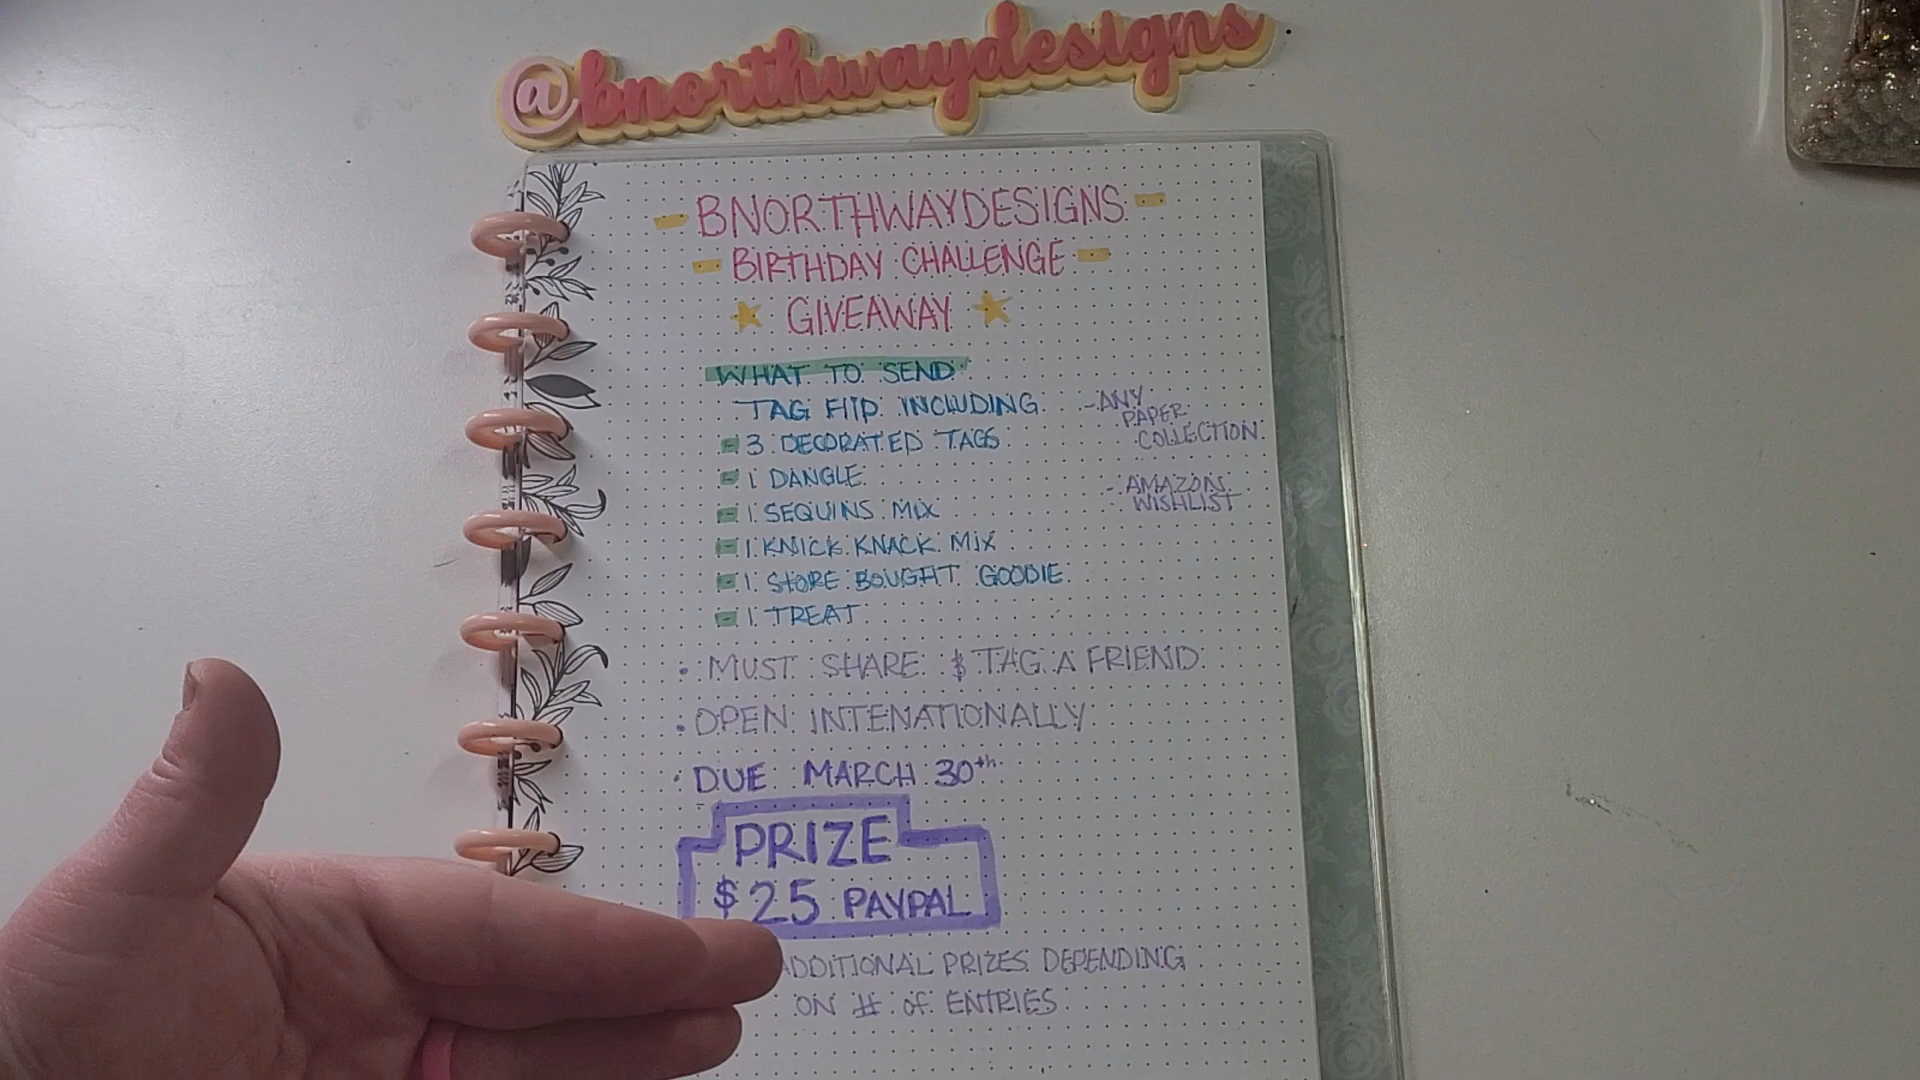 @bnorthwaydesigns
- BNORTHWAYDESIGNS -
- BIRTHDAY CHALLENGE -
GIVEAWAY
WHAT TO SEND
TAG FlIP INCLUDING
- 3 DECORATED TAGS
- 1 DANGLE
- 1 SEQUINS MIX
- 1 KNICK KNACK MIX
- 1 STORE BOUGHT GOODIE
- 1 TREAT
- ANY
PAPER
COLLECTION
- AMAZON
WISHLIST
• MUST SHARE $ TAG A FRIEND
• OPEN INTENATIONALLY
• DUE MARCH 30th
PRIZE
$25 PAYPAL
ADDITIONAL PRIZES DEPENDING
ON # of ENTRIES